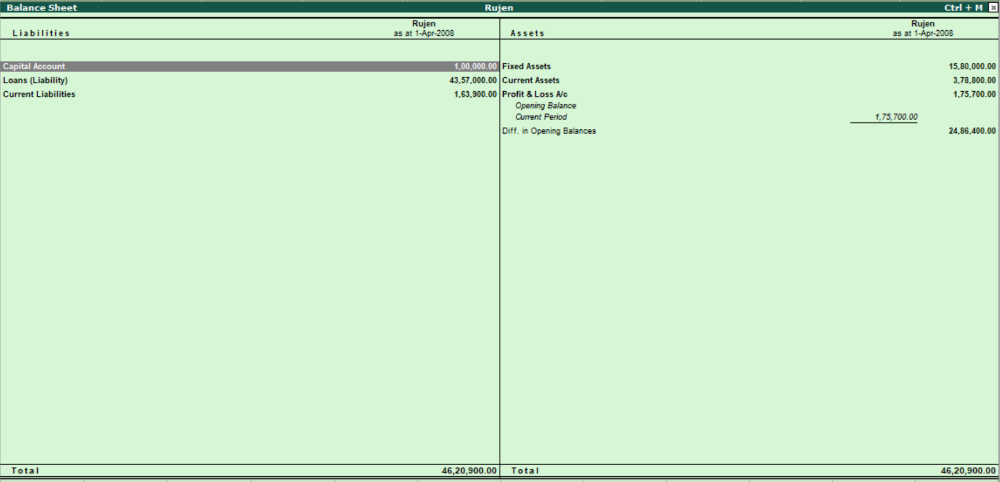 Balance Sheet Rujen Ctrl + M
Rujen Rujen
Liabilities as at 1-Apr-2008 Assets as at 1-Apr-2008
Capital Account 1,00,000.00 Fixed Assets 15,80,000.00
Loans (Liability) 43,57,000.00 Current Assets 3,78,800.00
Current Liabilities 1,63,900.00 Profit & Loss A/c 1,75,700.00
Opening Balance
Current Period 1,75,700.00
Diff. in Opening Balances 24,86,400.00
Total 46,20,900.00 Total 46,20,900.00